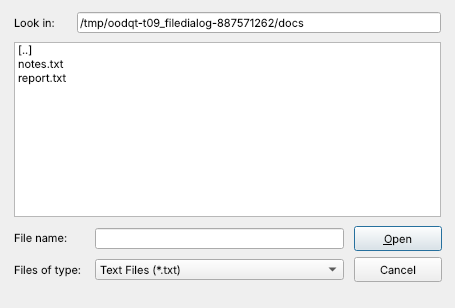 Look in: /tmp/oodqt-t09_filedialog-887571262/docs
[..]
notes.txt
report.txt
File name: Open
Files of type: Text Files (*.txt) Cancel